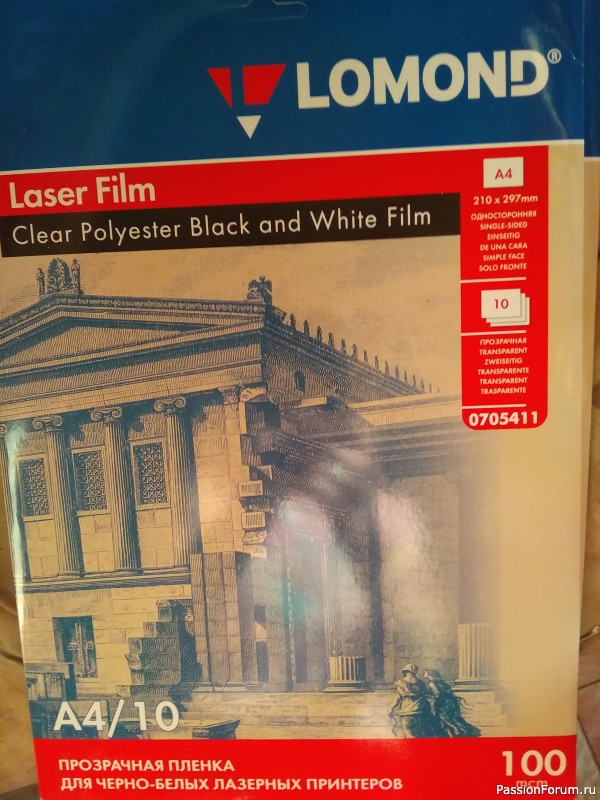 LOMOND®
Laser Film
Clear Polyester Black and White Film
A4
210 x 297mm
ОДНОСТОРОННЯЯ
SINGLE-SIDED
EINSEITIG
DE UNA CARA
SIMPLE FACE
SOLO FRONTE
10
ПРОЗРАЧНАЯ
TRANSPARENT
ZWEISEITIG
TRANSPARENTE
TRANSPARENT
TRASPARENTE
0705411
A4/10
ПРОЗРАЧНАЯ ПЛЕНКА
ДЛЯ ЧЕРНО-БЕЛЫХ ЛАЗЕРНЫХ ПРИНТЕРОВ
100
mcm
PassionForum.ru